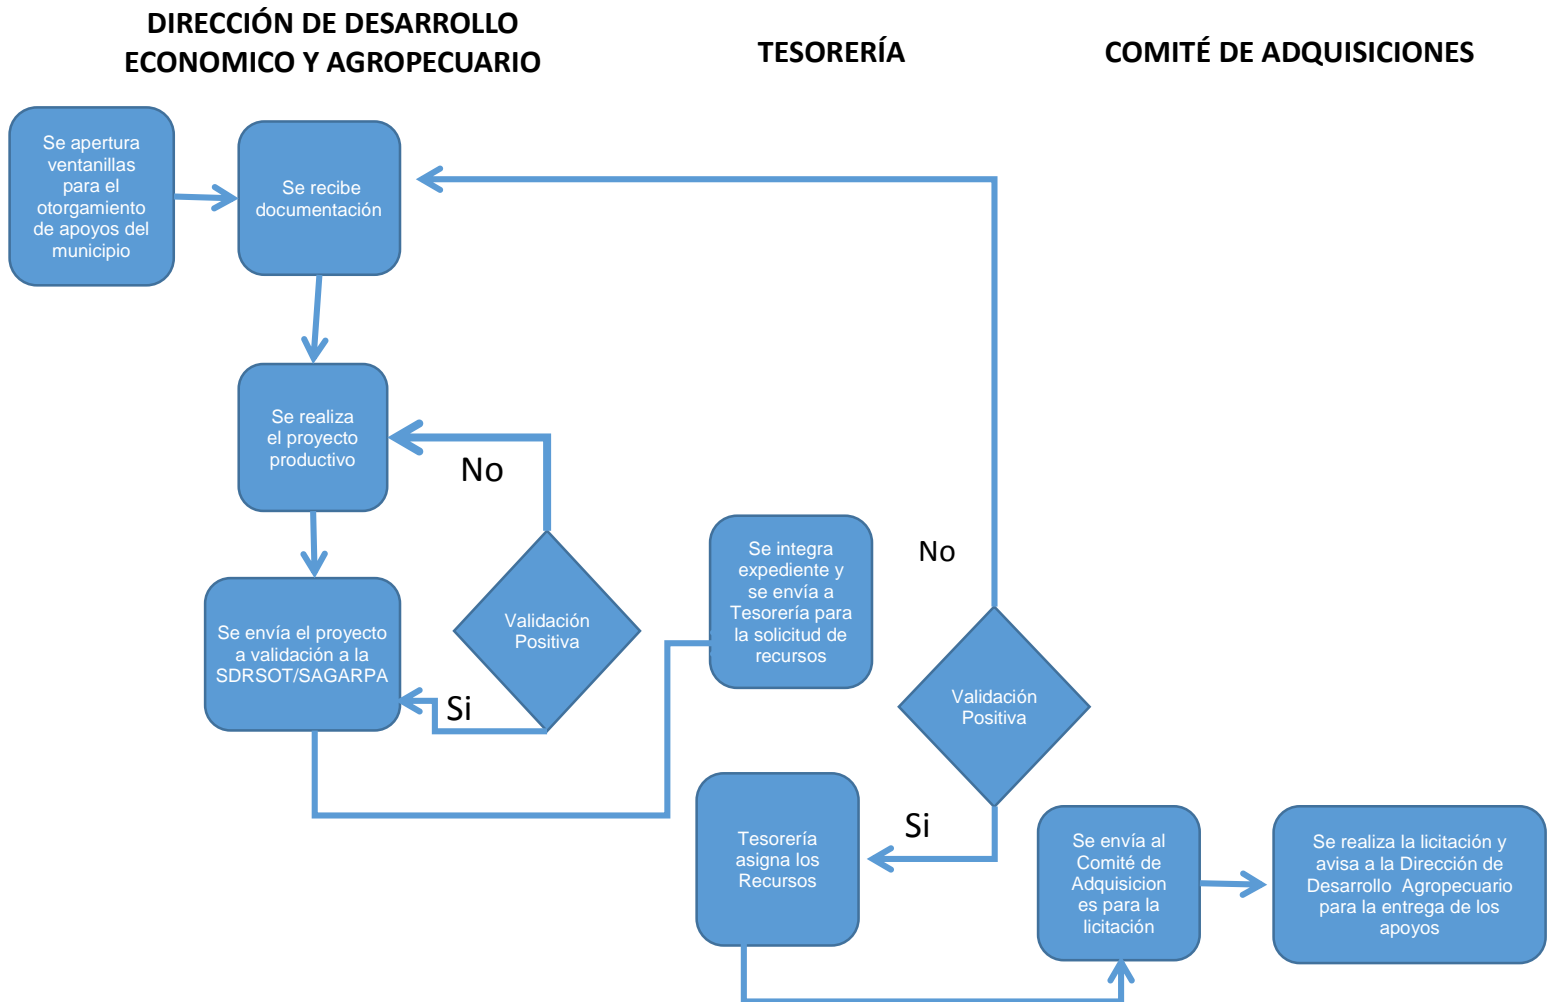 DIRECCIÓN DE DESARROLLO
ECONOMICO Y AGROPECUARIO
TESORERÍA
COMITÉ DE ADQUISICIONES
Se apertura
ventanillas
para el
otorgamiento
de apoyos del
municipio
Se recibe
documentación
Se realiza
el proyecto
productivo
No
Se envía el proyecto
a validación a la
SDRSOT/SAGARPA
Validación
Positiva
Si
Se integra
expediente y
se envía a
Tesorería para
la solicitud de
recursos
No
Validación
Positiva
Si
Tesorería
asigna los
Recursos
Se envía al
Comité de
Adquisicion
es para la
licitación
Se realiza la licitación y
avisa a la Dirección de
Desarrollo Agropecuario
para la entrega de los
apoyos